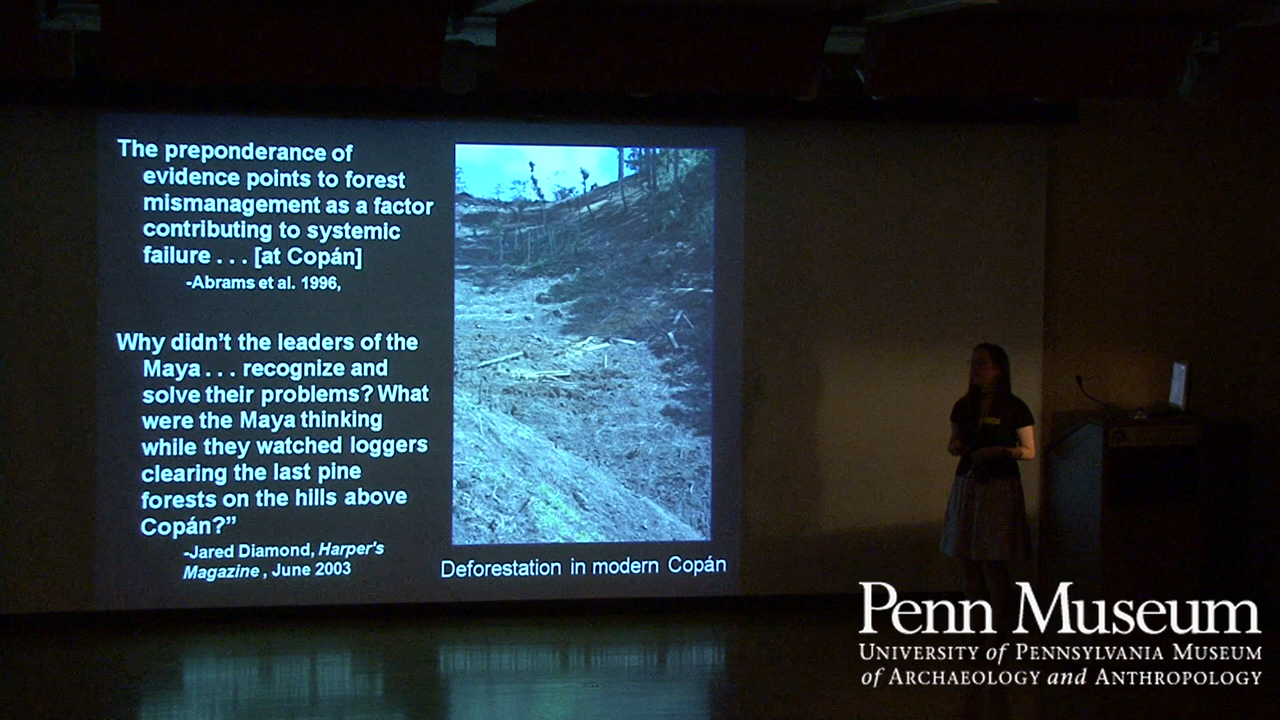 The preponderance of
evidence points to forest
mismanagement as a factor
contributing to systemic
failure . . . [at Copán]
-Abrams et al. 1996,
Why didn't the leaders of the
Maya . . . recognize and
solve their problems? What
were the Maya thinking
while they watched loggers
clearing the last pine
forests on the hills above
Copán?”
-Jared Diamond, Harper's
Magazine , June 2003
Deforestation in modern Copán
Penn Museum
University of Pennsylvania Museum
of Archaeology and Anthropology